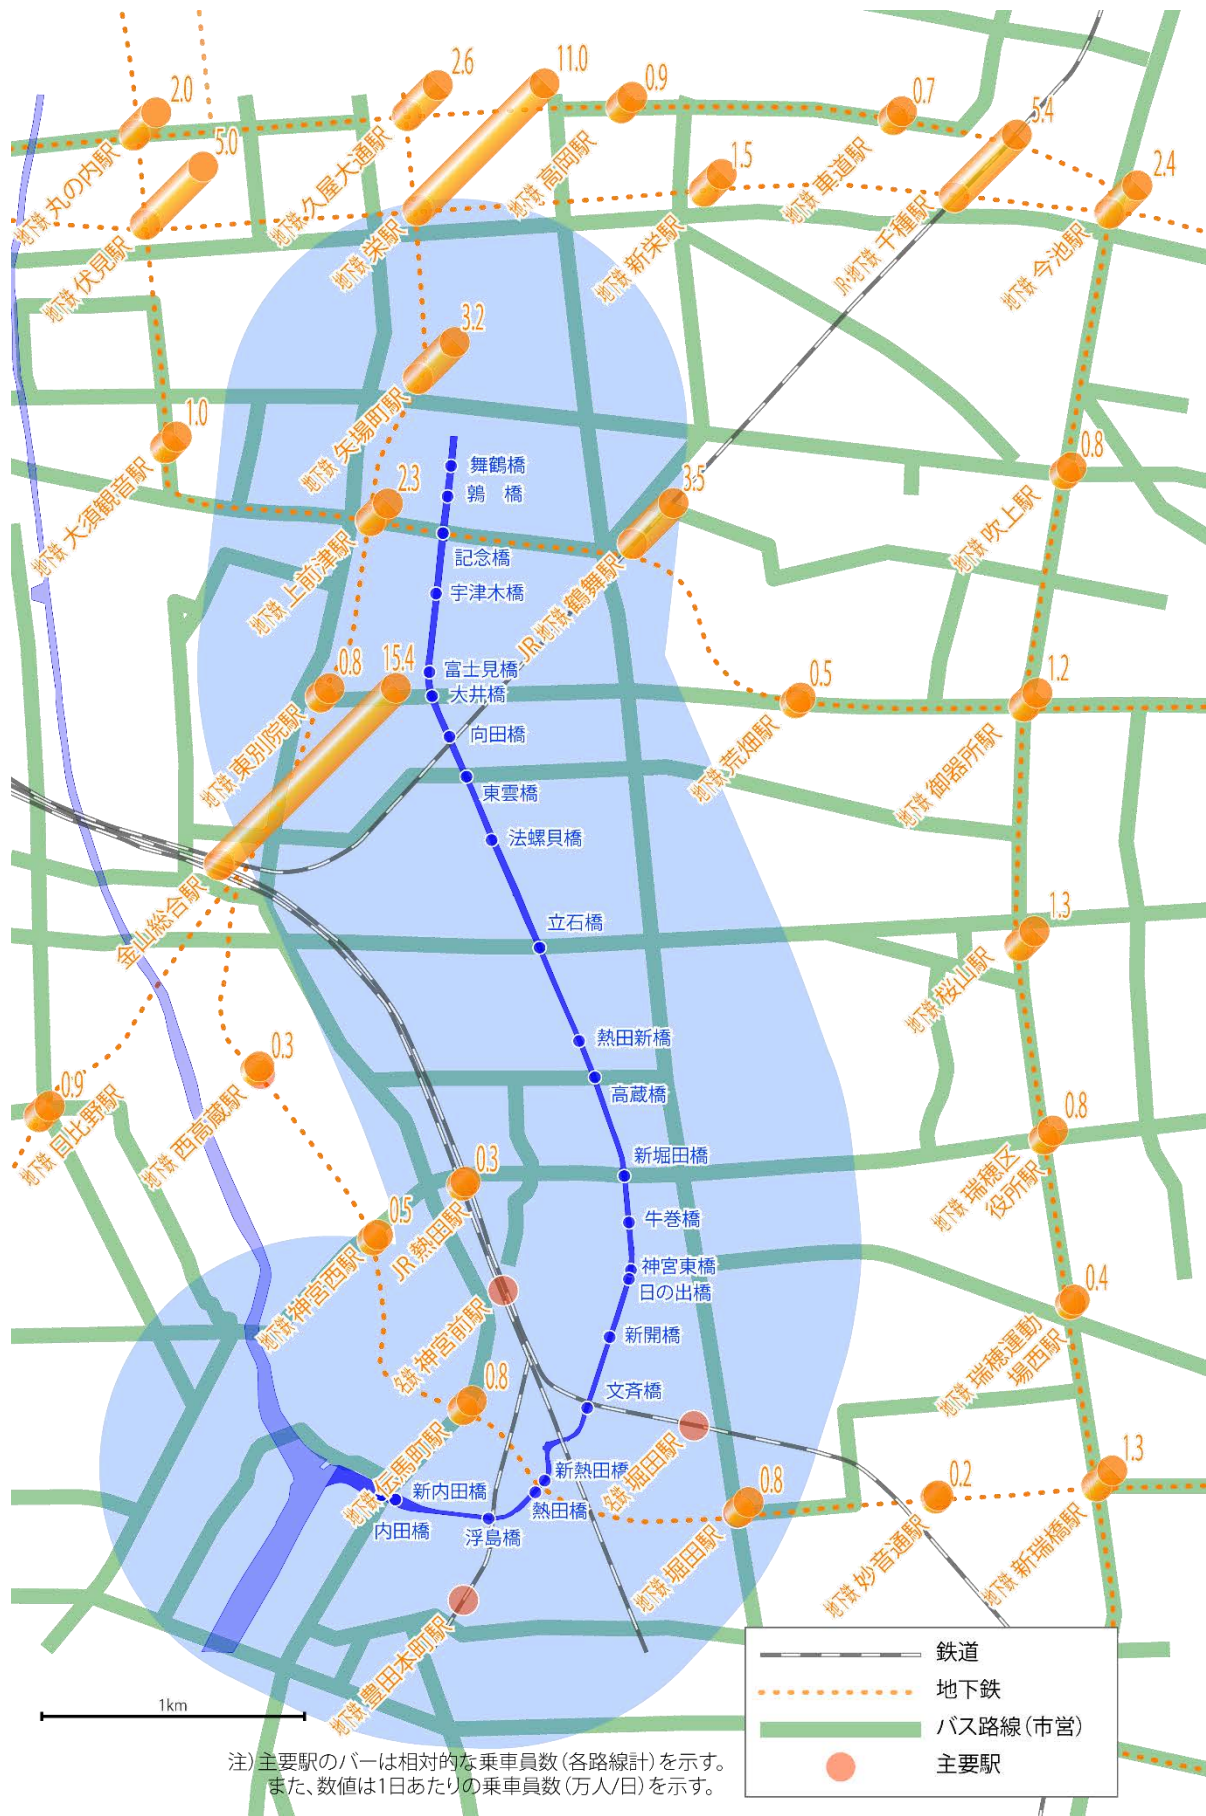 2.0
2.6
11.0
0.9
0.7
5.4
5.0
1.5
2.4
地下鉄 丸の内駅
地下鉄 久屋大通駅
地下鉄 高岡駅
地下鉄 車道駅
地下鉄 伏見駅
地下鉄 栄駅
地下鉄 新栄駅
JR・地下鉄 千種駅
地下鉄 今池駅
3.2
1.0
地下鉄 矢場町駅
舞鶴橋
0.8
2.3
鶉 橋
3.5
地下鉄 大須観音駅
地下鉄 上前津駅
記念橋
地下鉄 吹上駅
宇津木橋
JR 地下鉄 鶴舞駅
0.8
15.4
富士見橋
大井橋
0.5
1.2
地下鉄 東別院駅
向田橋
地下鉄 荒畑駅
地下鉄 御器所駅
東雲橋
法螺貝橋
金山総合駅
立石橋
1.3
地下鉄 桜山駅
熱田新橋
0.3
0.9
高蔵橋
地下鉄 日比野駅
地下鉄 西高蔵駅
0.8
新堀田橋
0.3
地下鉄 瑞穂区
役所駅
0.5
JR 熱田駅
牛巻橋
地下鉄 神宮西駅
神宮東橋
日の出橋
0.4
名鉄 神宮前駅
新開橋
地下鉄 瑞穂運動
場西駅
0.8
文斉橋
地下鉄 伝馬町駅
新熱田橋
名鉄 堀田駅
1.3
新内田橋
0.8
0.2
内田橋
熱田橋
浮島橋
地下鉄 堀田駅
地下鉄 妙音通駅
地下鉄 新瑞橋駅
地下鉄 豊田本町駅
鉄道
地下鉄
バス路線(市営)
主要駅
1km
注)主要駅のバーは相対的な乗車員数(各路線計)を示す。
また、数値は1日あたりの乗車員数(万人/日)を示す。